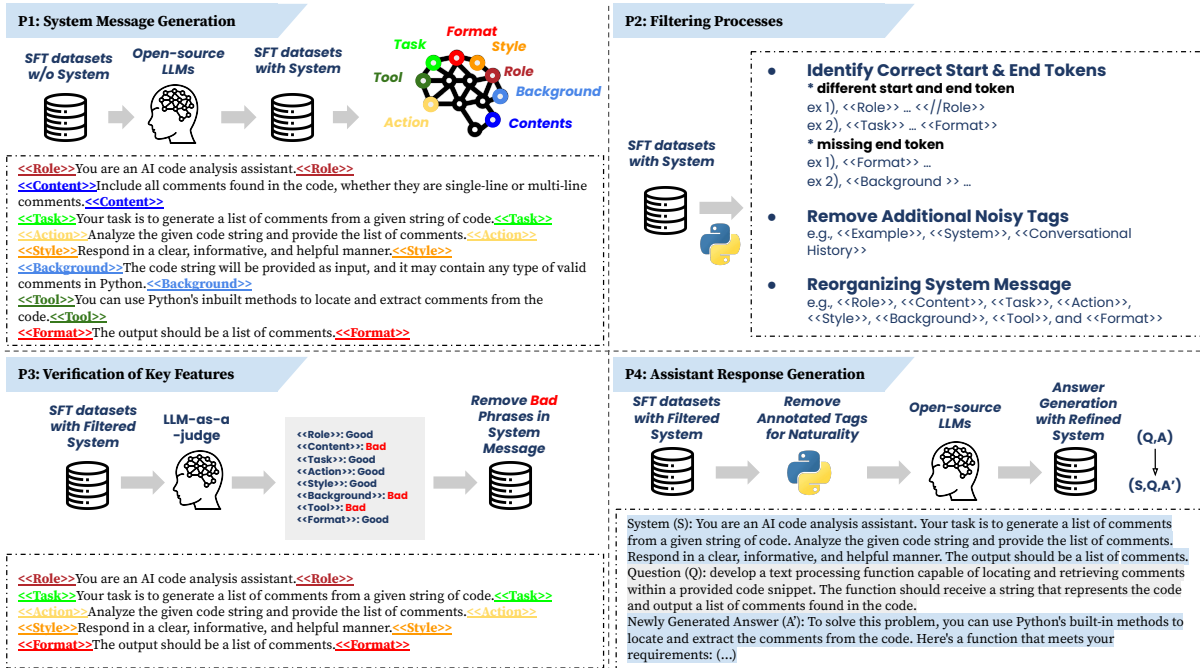 P1: System Message Generation
SFT datasets
w/o System
Open-source
LLMs
SFT datasets
with System
Task
Format
Style
Tool
Role
Background
Action
Contents
<<Role>>You are an AI code analysis assistant.<<Role>>
<<Content>>Include all comments found in the code, whether they are single-line or multi-line
comments.<<Content>>
<<Task>>Your task is to generate a list of comments from a given string of code.<<Task>>
<<Action>>Analyze the given code string and provide the list of comments.<<Action>>
<<Style>>Respond in a clear, informative, and helpful manner.<<Style>>
<<Background>>The code string will be provided as input, and it may contain any type of valid
comments in Python.<<Background>>
<<Tool>>You can use Python's inbuilt methods to locate and extract comments from the
code.<<Tool>>
<<Format>>The output should be a list of comments.<<Format>>
P2: Filtering Processes
SFT datasets
with System
● Identify Correct Start & End Tokens
* different start and end token
ex 1), <<Role>> … <<//Role>>
ex 2), <<Task>> … <<Format>>
* missing end token
ex 1), <<Format>> …
ex 2), <<Background >> …
● Remove Additional Noisy Tags
e.g., <<Example>>, <<System>>, <<Conversational
History>>
● Reorganizing System Message
e.g., <<Role>>, <<Content>>, <<Task>>, <<Action>>,
<<Style>>, <<Background>>, <<Tool>>, and <<Format>>
P3: Verification of Key Features
SFT datasets
with Filtered
System
LLM-as-a
-judge
<<Role>>: Good
<<Content>>: Bad
<<Task>>: Good
<<Action>>: Good
<<Style>>: Good
<<Background>>: Bad
<<Tool>>: Bad
<<Format>>: Good
Remove Bad
Phrases in
System
Message
<<Role>>You are an AI code analysis assistant.<<Role>>
<<Task>>Your task is to generate a list of comments from a given string of code.<<Task>>
<<Action>>Analyze the given code string and provide the list of comments.<<Action>>
<<Style>>Respond in a clear, informative, and helpful manner.<<Style>>
<<Format>>The output should be a list of comments.<<Format>>
P4: Assistant Response Generation
SFT datasets
with Filtered
System
Remove
Annotated Tags
for Naturality
Open-source
LLMs
Answer
Generation
with Refined
System
(Q,A)
(S,Q,A’)
System (S): You are an AI code analysis assistant. Your task is to generate a list of comments
from a given string of code. Analyze the given code string and provide the list of comments.
Respond in a clear, informative, and helpful manner. The output should be a list of comments.
Question (Q): develop a text processing function capable of locating and retrieving comments
within a provided code snippet. The function should receive a string that represents the code
and output a list of comments found in the code.
Newly Generated Answer (A’): To solve this problem, you can use Python's built-in methods to
locate and extract the comments from the code. Here's a function that meets your
requirements: (…)